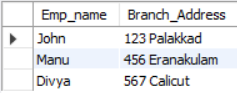 Emp_name Branch_Address
John 123 Palakkad
Manu 456 Eranakulam
Divya 567 Calicut